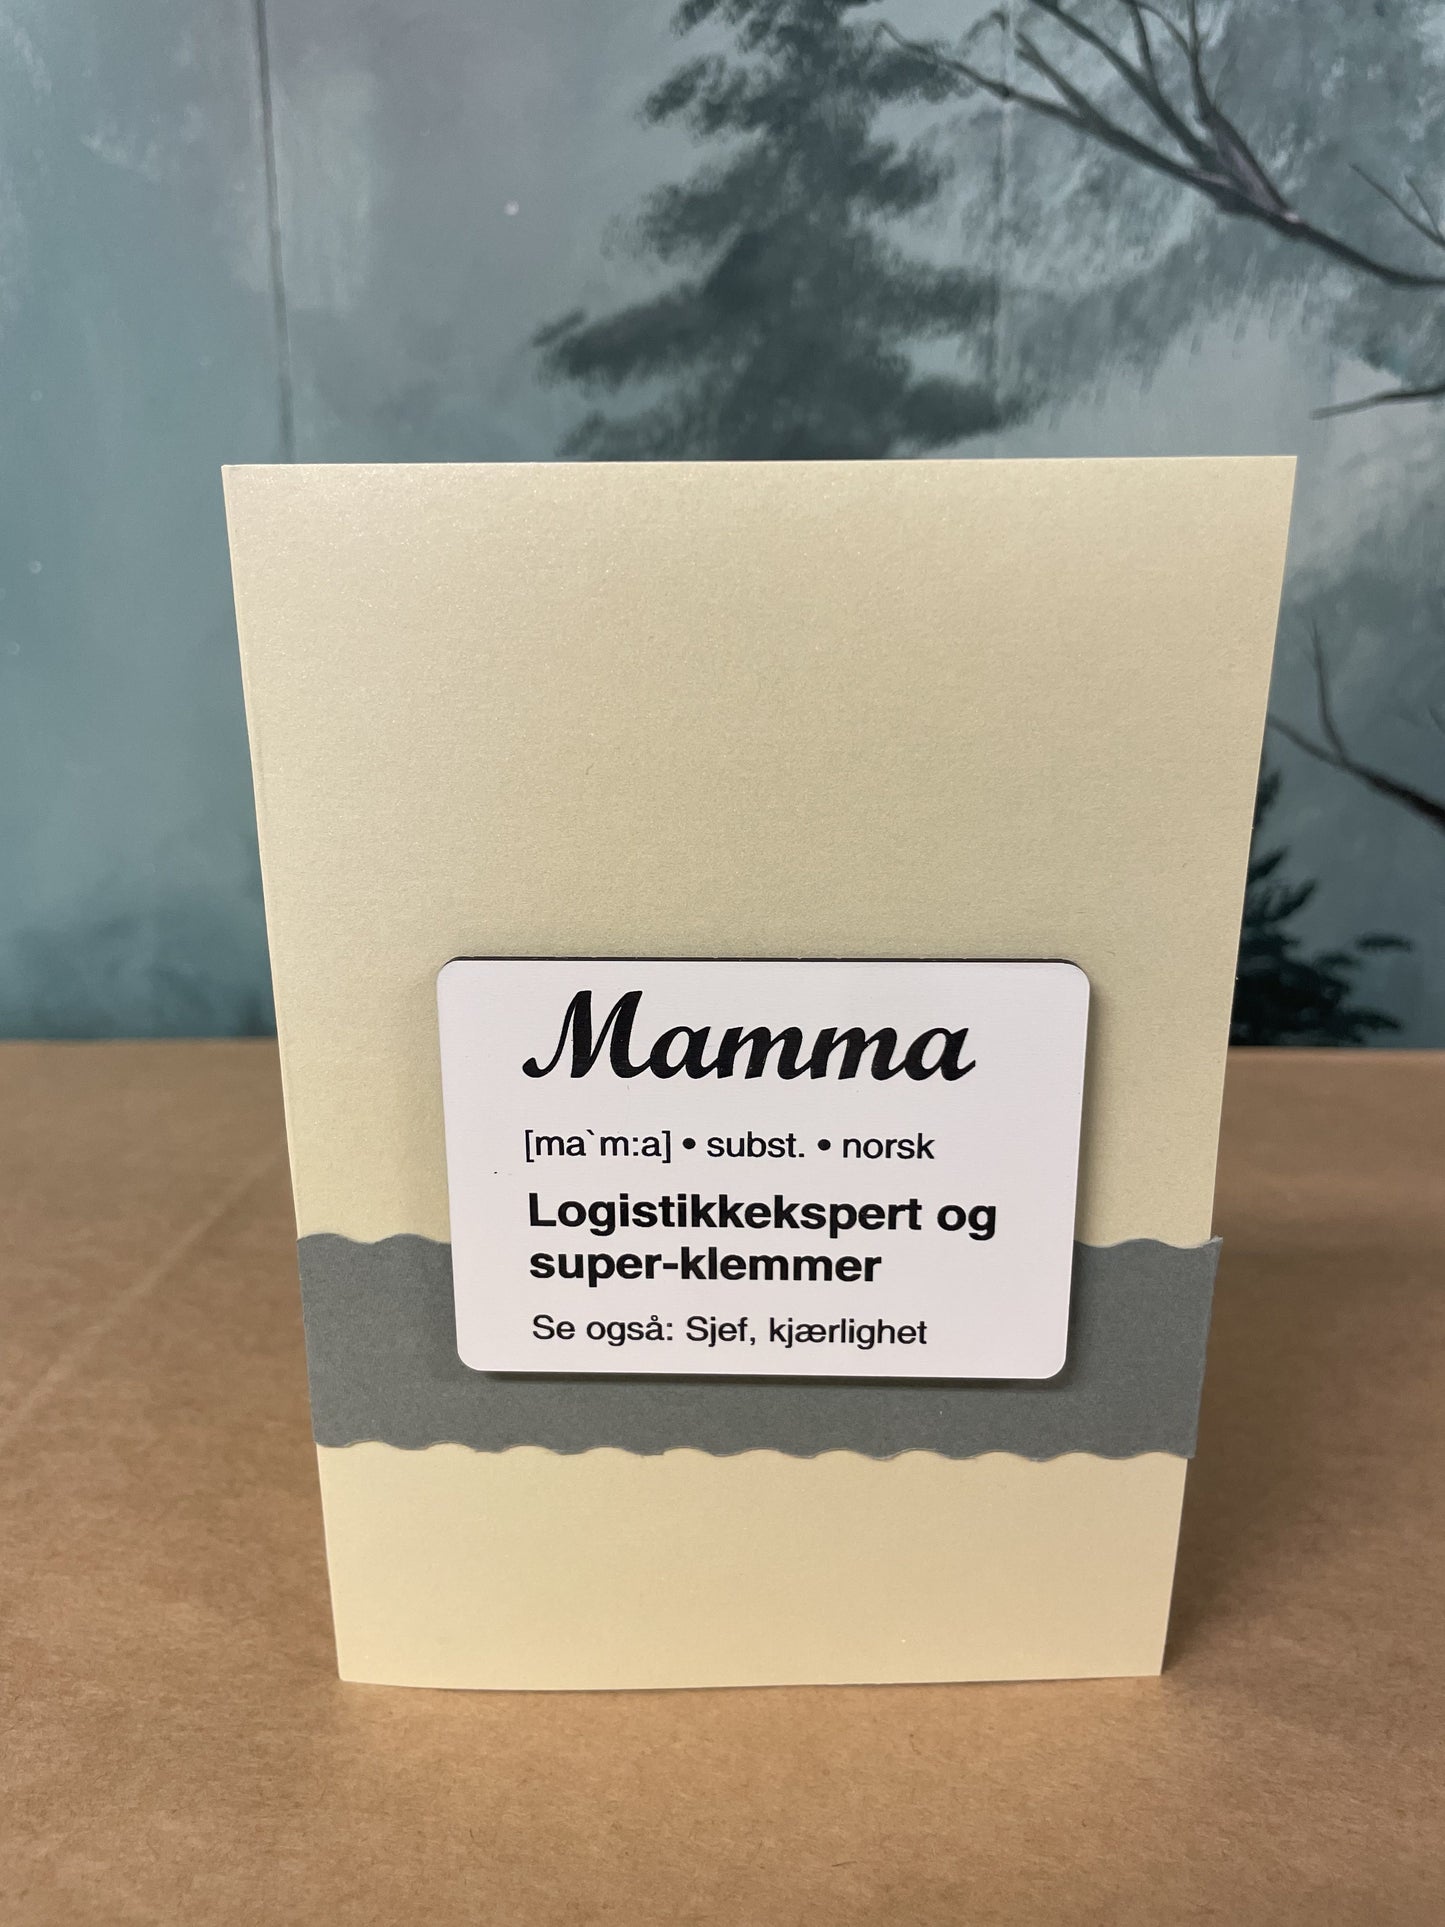 Mamma
[ma`m:a] • subst. • norsk
Logistikkekspert og
super-klemmer
Se også: Sjef, kjærlighet